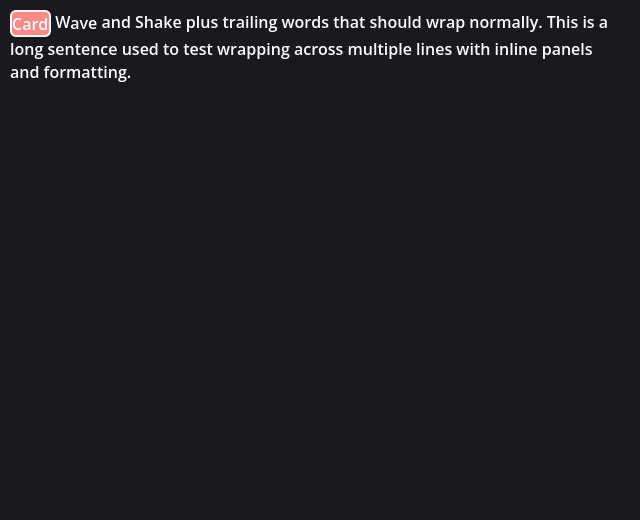 Card Wave and Shake plus trailing words that should wrap normally. This is a
long sentence used to test wrapping across multiple lines with inline panels
and formatting.